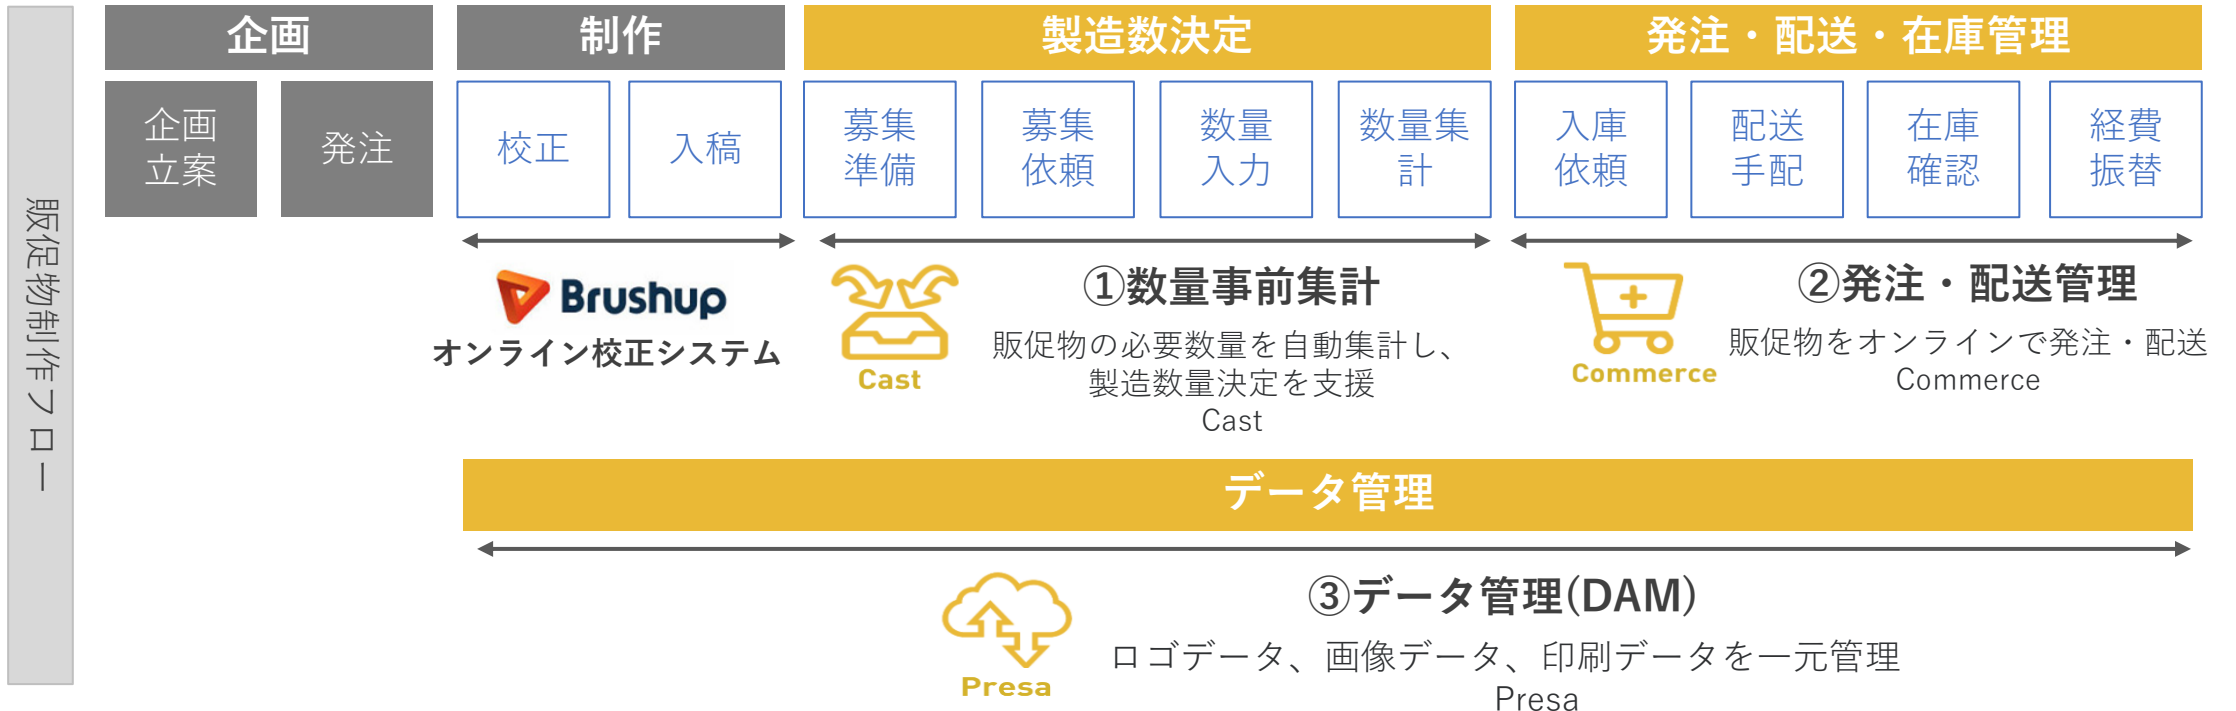 販促物制作フロー
企画
制作
製造数決定
発注・配送・在庫管理
企画
立案
発注
校正
入稿
募集
準備
募集
依頼
数量
入力
数量集
計
入庫
依頼
配送
手配
在庫
確認
経費
振替
Brushup
オンライン校正システム
Cast
①数量事前集計
販促物の必要数量を自動集計し、
製造数量決定を支援
Cast
Commerce
②発注・配送管理
販促物をオンラインで発注・配送
Commerce
データ管理
Presa
③データ管理(DAM)
ロゴデータ、画像データ、印刷データを一元管理
Presa